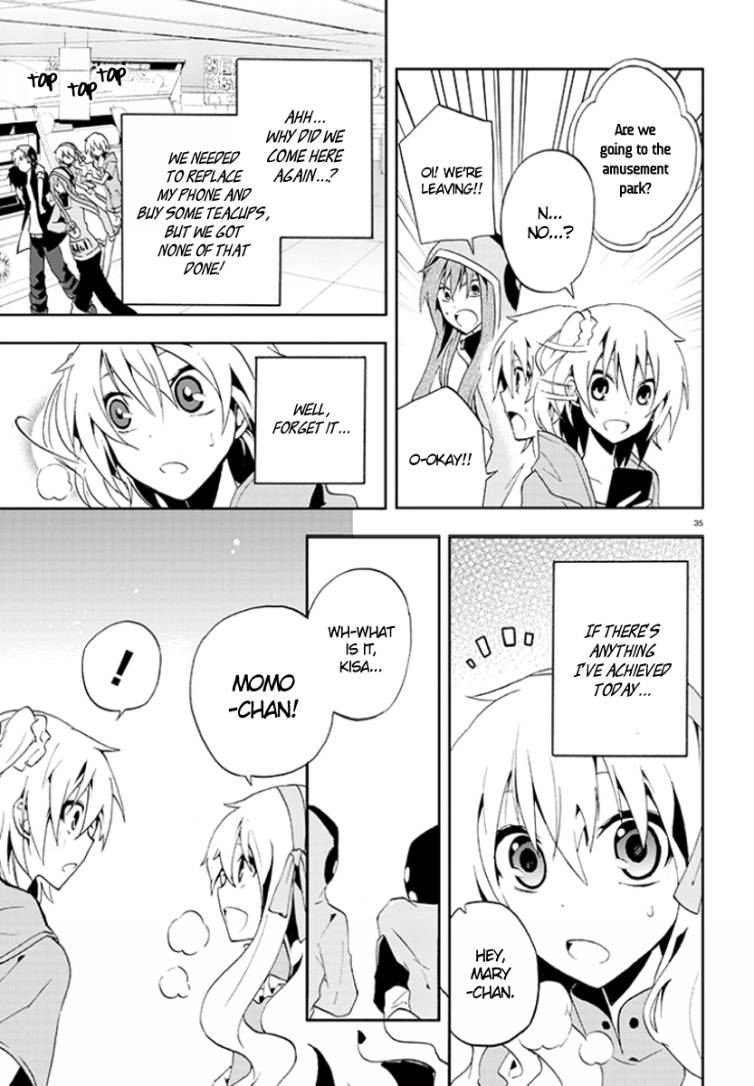 Are we
going to the
amusement
park?
N...
NO...?
OI! WE'RE
LEAVING!!
O-OKAY!!
TOP
TOP
TOP
AHH...
WHY DID WE
COME HERE
AGAIN...?
WE NEEDED
TO REPLACE
MY PHONE AND
BUY SOME TEACUPS,
BUT WE GOT
NONE OF THAT
DONE!
WELL,
FORGET IT...
35
IF THERE'S
ANYTHING
I'VE ACHIEVED
TODAY...
HEY,
MARY
-CHAN.
WH-WHAT
IS IT,
KISA...
MOMO
-CHAN!
!